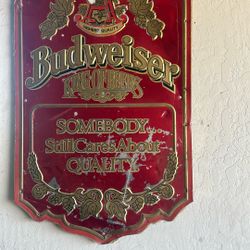 Budweiser
KING OF BEERS
SOMEBODY
Still Cares About
QUALITY